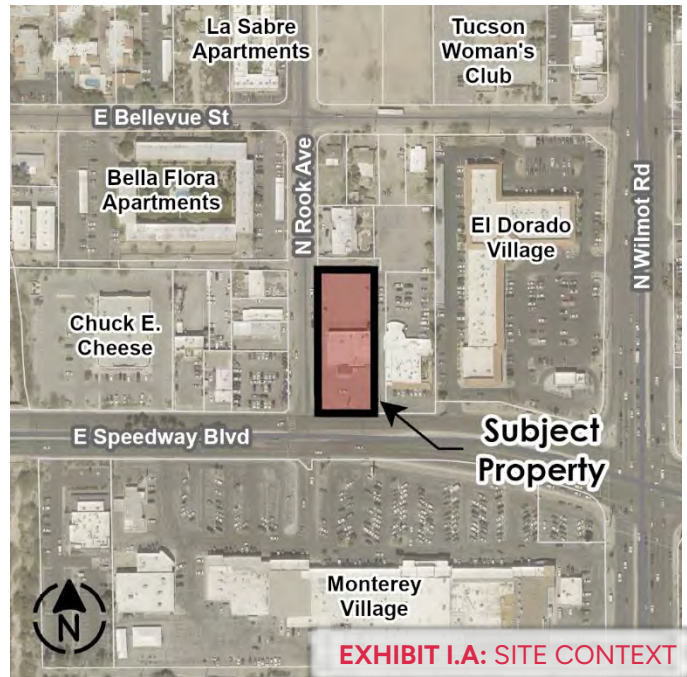 La Sabre
Apartments
Tucson
Woman's
Club
E Bellevue St
Bella Flora
Apartments
N Rook Ave
El Dorado
Village
N Wilmot Rd
Chuck E.
Cheese
E Speedway Blvd
Subject
Property
Monterey
Village
N
EXHIBIT I.A: SITE CONTEXT